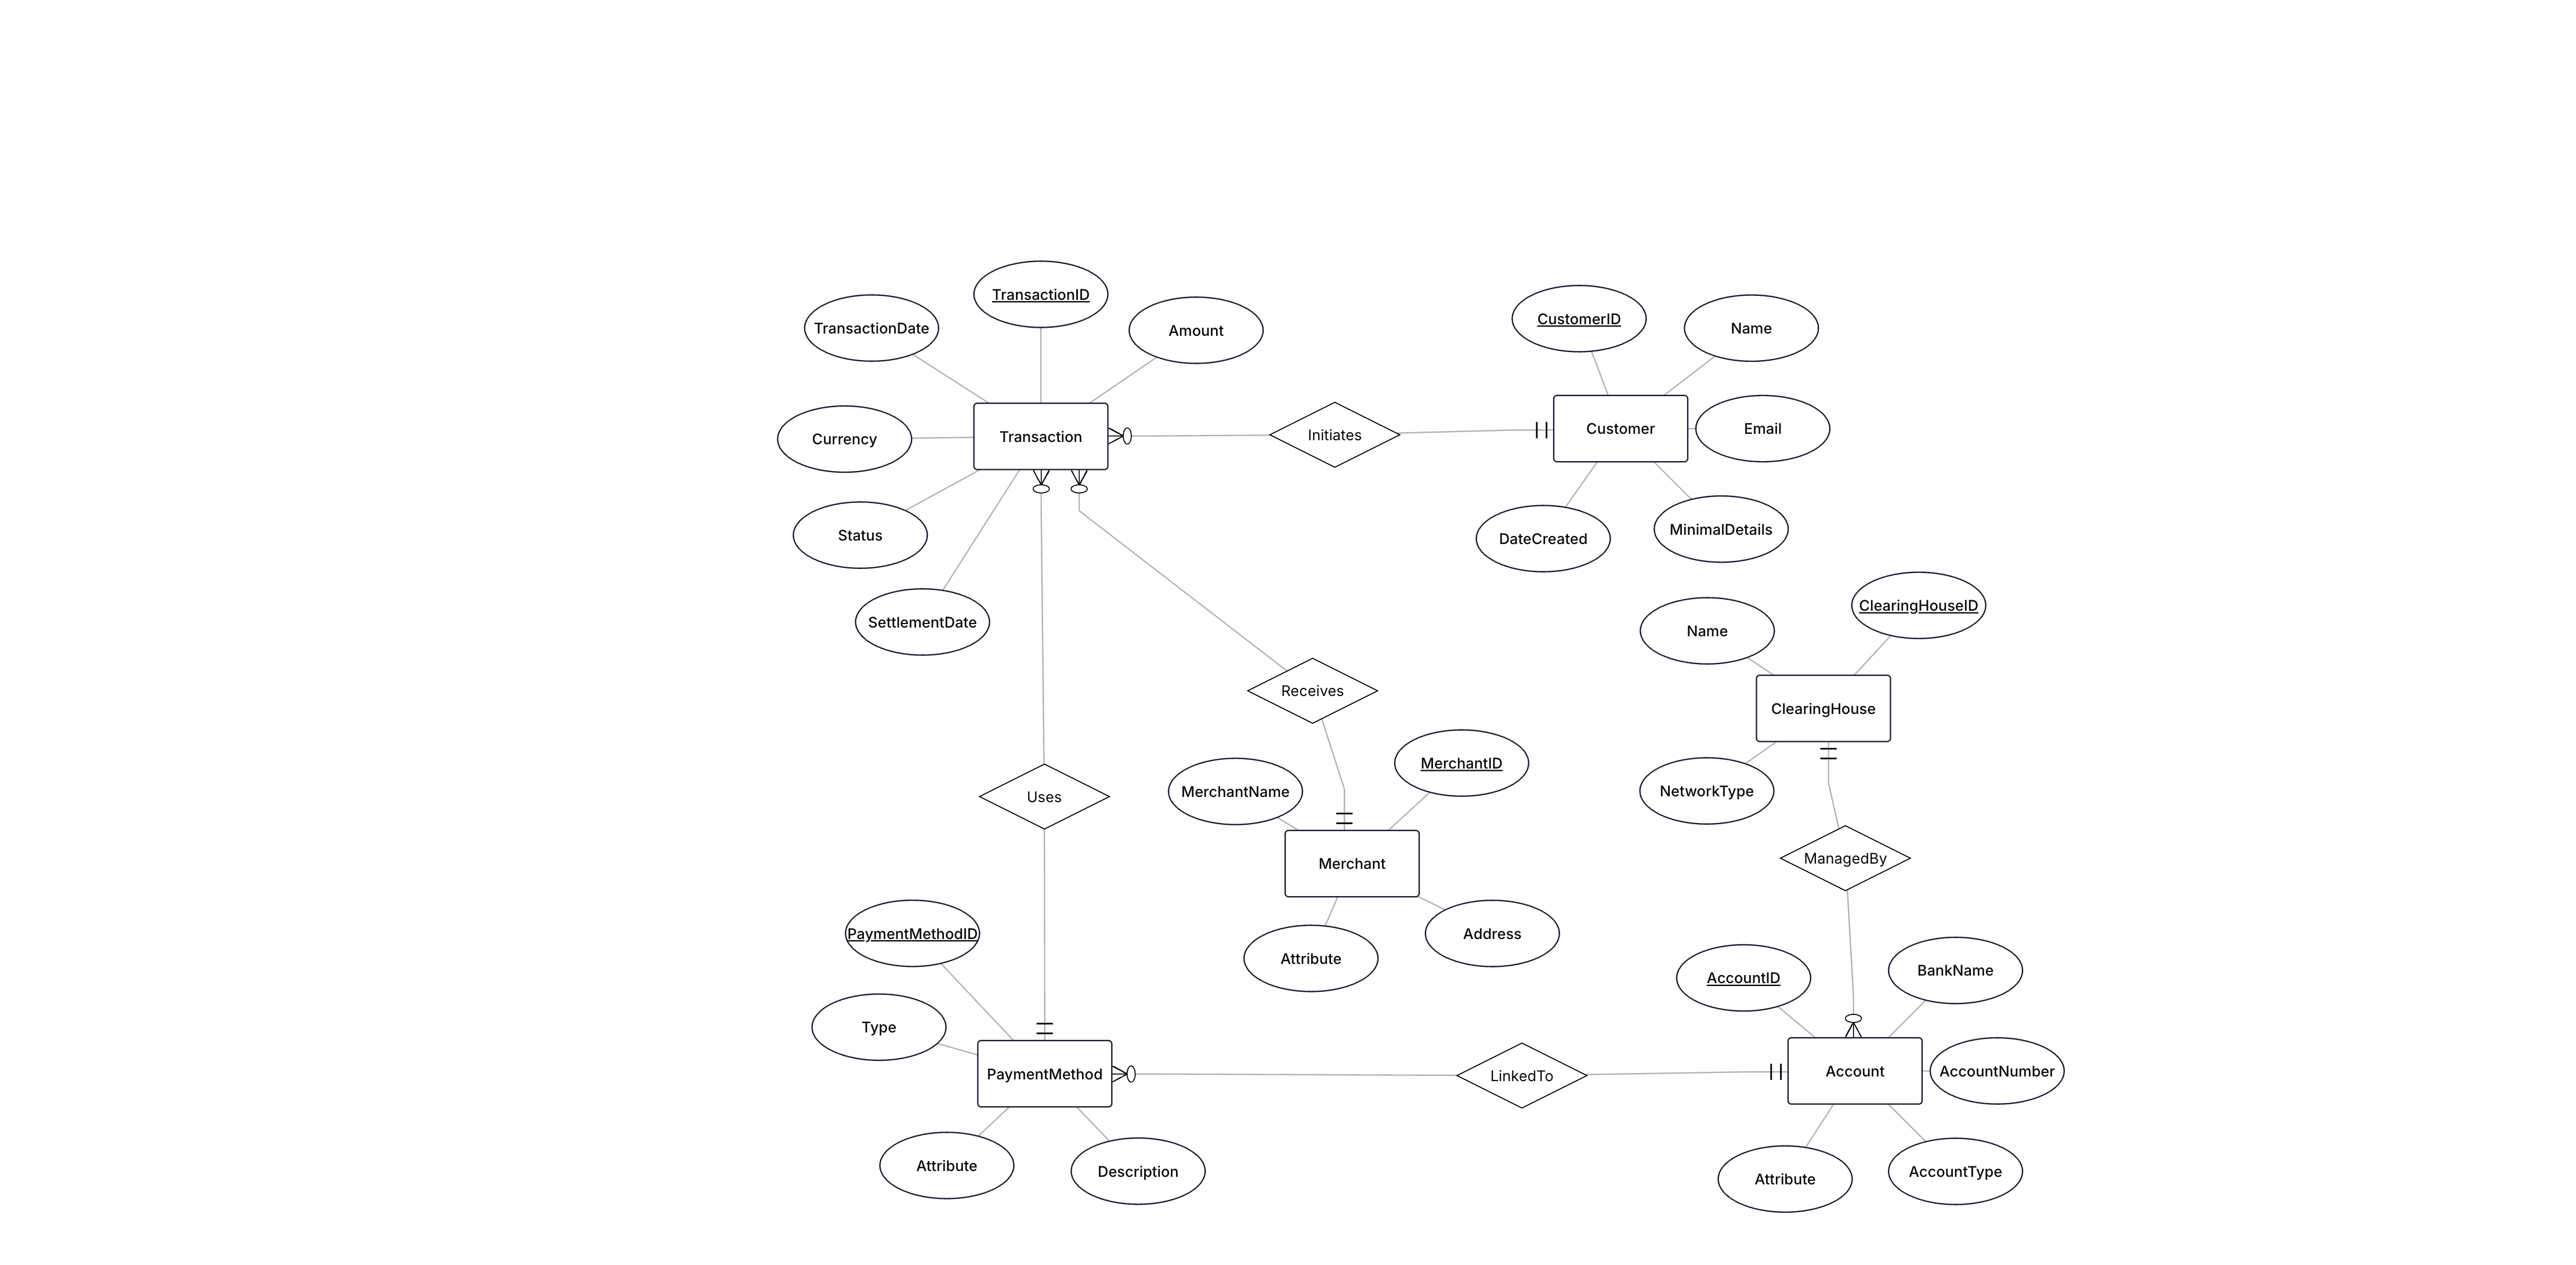 TransactionID
CustomerID
TransactionDate
Name
Amount
Email
Customer
Initiates
Transaction
Currency
MinimalDetails
Status
DateCreated
ClearingHouseID
SettlementDate
Name
Receives
ClearingHouse
MerchantID
NetworkType
MerchantName
Uses
ManagedBy
Merchant
PaymentMethodID
Address
Attribute
BankName
AccountID
Type
AccountNumber
Account
PaymentMethod
LinkedTo
Attribute
Description
AccountType
Attribute